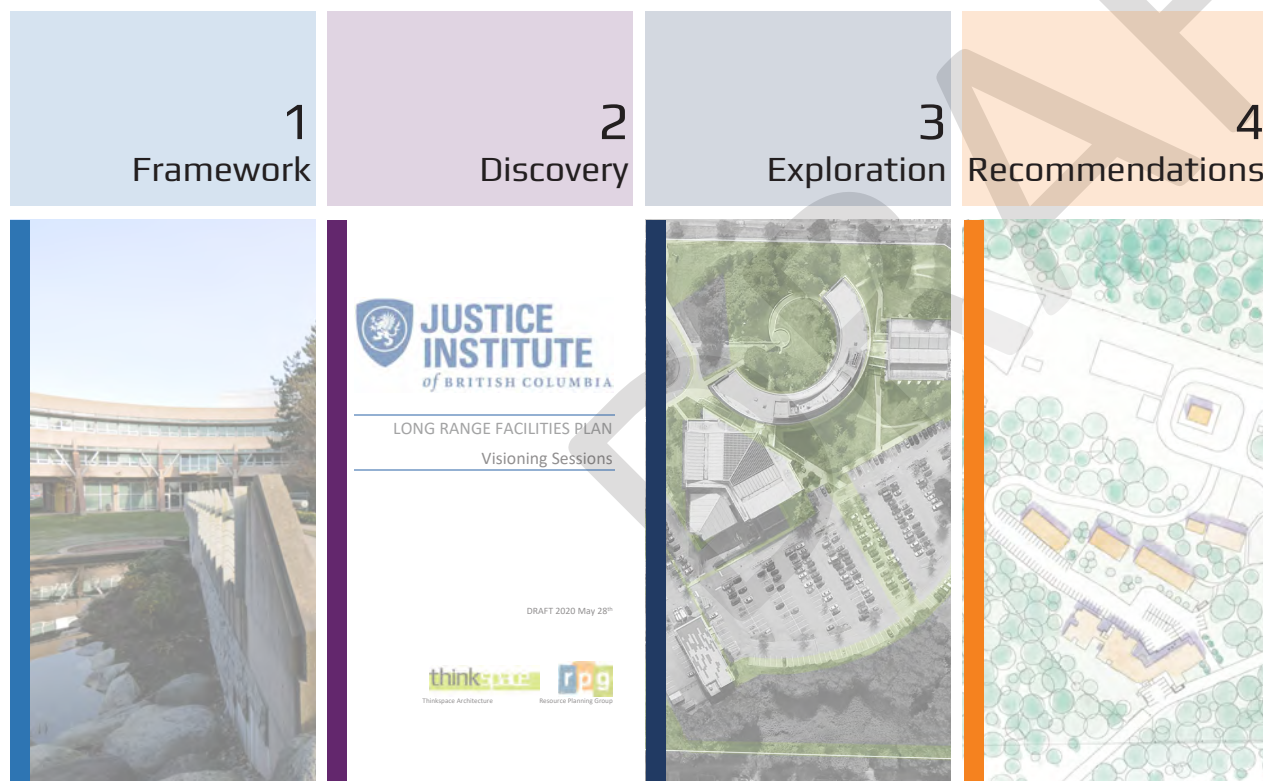 1
Framework
2
Discovery
3
Exploration
4
Recommendations
JUSTICE
INSTITUTE
of BRITISH COLUMBIA
LONG RANGE FACILITIES PLAN
Visioning Sessions
DRAFT 2020 May 28th
thinkspace
rpg
Thinkspace Architecture
Resource Planning Group
DRAF